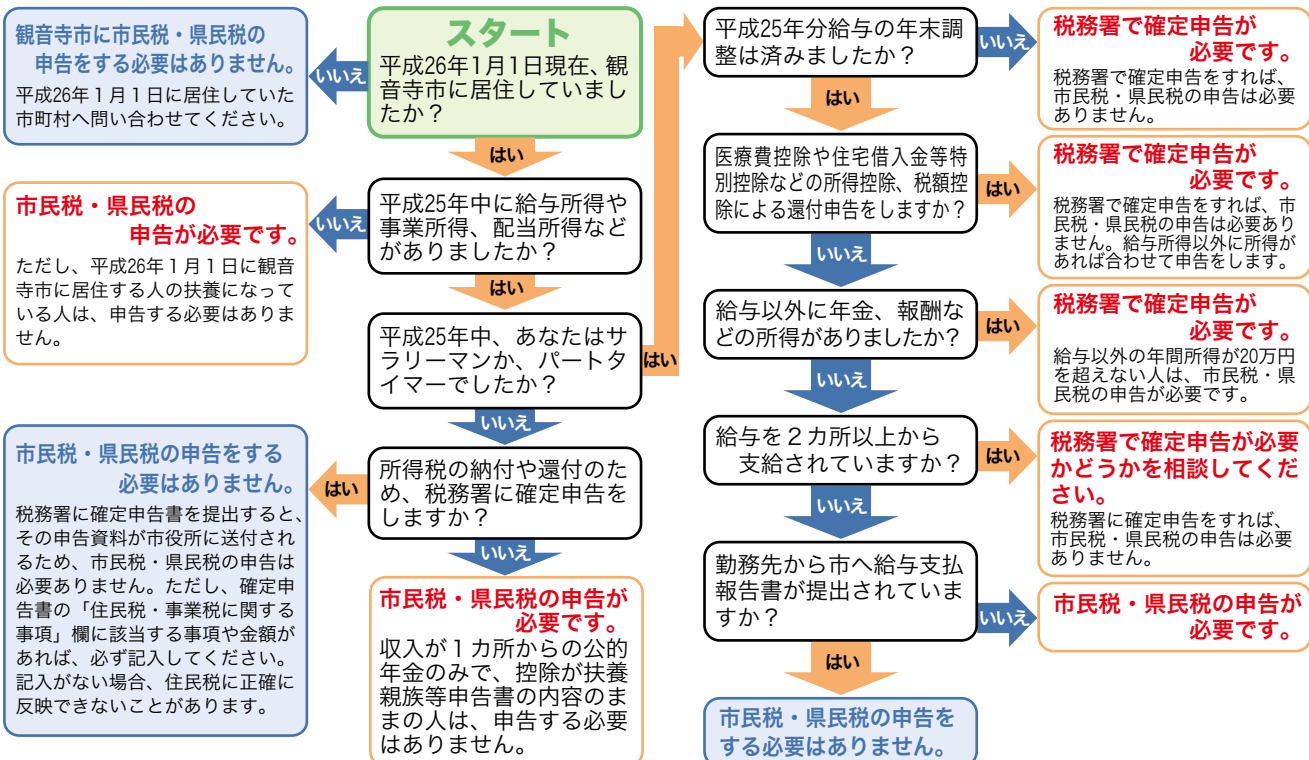 スタート
平成26年1月1日現在、観
音寺市に居住していまし
たか？
いいえ
観音寺市に市民税・県民税の
申告をする必要はありません。
平成26年１月１日に居住していた
市町村へ問い合わせてください。
はい
平成25年中に給与所得や
事業所得、配当所得など
がありましたか？
いいえ
市民税・県民税の
申告が必要です。
ただし、平成26年１月１日に観音
寺市に居住する人の扶養になって
いる人は、申告する必要はありま
せん。
はい
平成25年中、あなたはサ
ラリーマンか、パートタ
イマーでしたか？
はい
いいえ
所得税の納付や還付のた
め、税務署に確定申告を
しますか？
はい
市民税・県民税の申告をする
必要はありません。
税務署に確定申告書を提出すると、
その申告資料が市役所に送付され
るため、市民税・県民税の申告は
必要ありません。ただし、確定申
告書の「住民税・事業税に関する
事項」欄に該当する事項や金額が
あれば、必ず記入してください。
記入がない場合、住民税に正確に
反映できないことがあります。
いいえ
市民税・県民税の申告が
必要です。
収入が１カ所からの公的
年金のみで、控除が扶養
親族等申告書の内容のま
まの人は、申告する必要
はありません。
平成25年分給与の年末調
整は済みましたか？
いいえ
税務署で確定申告が
必要です。
税務署で確定申告をすれば、
市民税・県民税の申告は必要
ありません。
はい
医療費控除や住宅借入金等特
別控除などの所得控除、税額控
除による還付申告をしますか？
はい
税務署で確定申告が
必要です。
税務署で確定申告をすれば、市
民税・県民税の申告は必要あり
ません。給与所得以外に所得が
あれば合わせて申告をします。
いいえ
給与以外に年金、報酬な
どの所得がありましたか？
はい
税務署で確定申告が
必要です。
給与以外の年間所得が20万円
を超えない人は、市民税・県
民税の申告が必要です。
いいえ
給与を２カ所以上から
支給されていますか？
はい
税務署で確定申告が必要
かどうかを相談してくだ
さい。
税務署に確定申告をすれば、
市民税・県民税の申告は必要
ありません。
いいえ
勤務先から市へ給与支払
報告書が提出されていま
すか？
いいえ
市民税・県民税の申告が
必要です。
はい
市民税・県民税の申告を
する必要はありません。